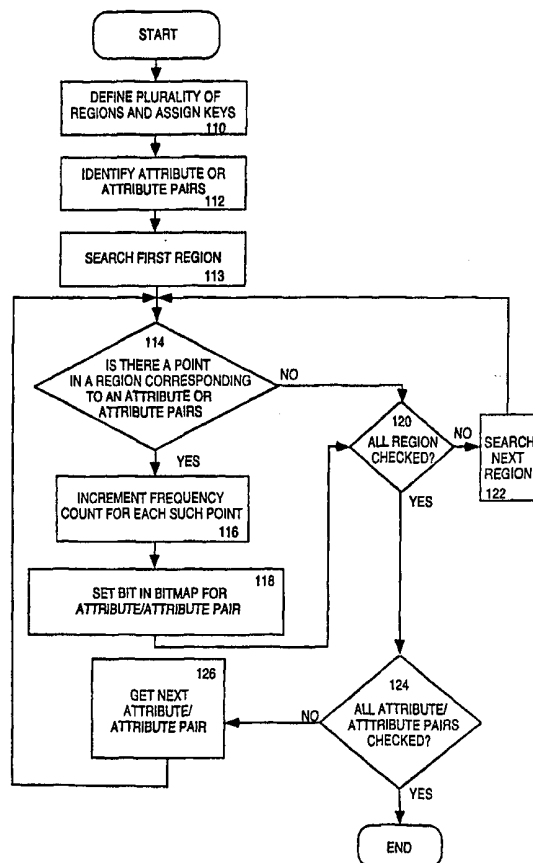 START
DEFINE PLURALITY OF
REGIONS AND ASSIGN KEYS
110
IDENTIFY ATTRIBUTE OR
ATTRIBUTE PAIRS
112
SEARCH FIRST REGION
113
114
IS THERE A POINT
IN A REGION CORRESPONDING
TO AN ATTRIBUTE OR
ATTRIBUTE PAIRS
NO
YES
120
ALL REGION
CHECKED?
NO
SEARCH
NEXT
REGION
122
YES
INCREMENT FREQUENCY
COUNT FOR EACH SUCH POINT
116
118
SET BIT IN BITMAP FOR
ATTRIBUTE/ATTRIBUTE PAIR
126
GET NEXT
ATTRIBUTE/
ATTRIBUTE PAIR
NO
124
ALL ATTRIBUTE/
ATTTRIBUTE PAIRS
CHECKED?
YES
END